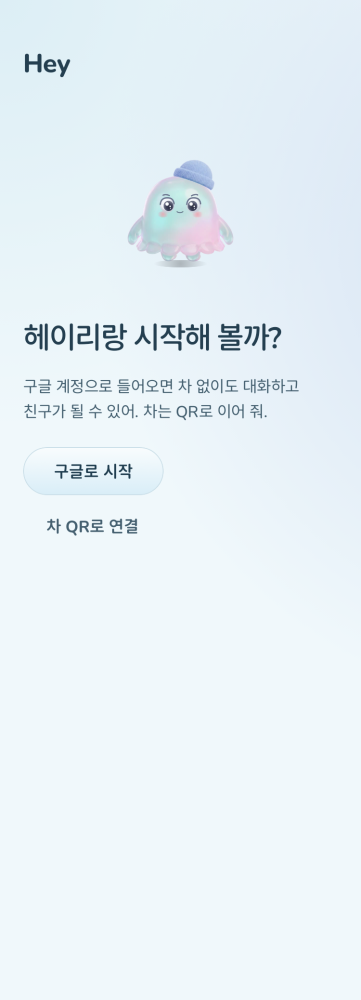 Hey
헤이리랑 시작해 볼까?
구글 계정으로 들어오면 차 없이도 대화하고
친구가 될 수 있어. 차는 QR로 이어 줘.
구글로 시작
차 QR로 연결